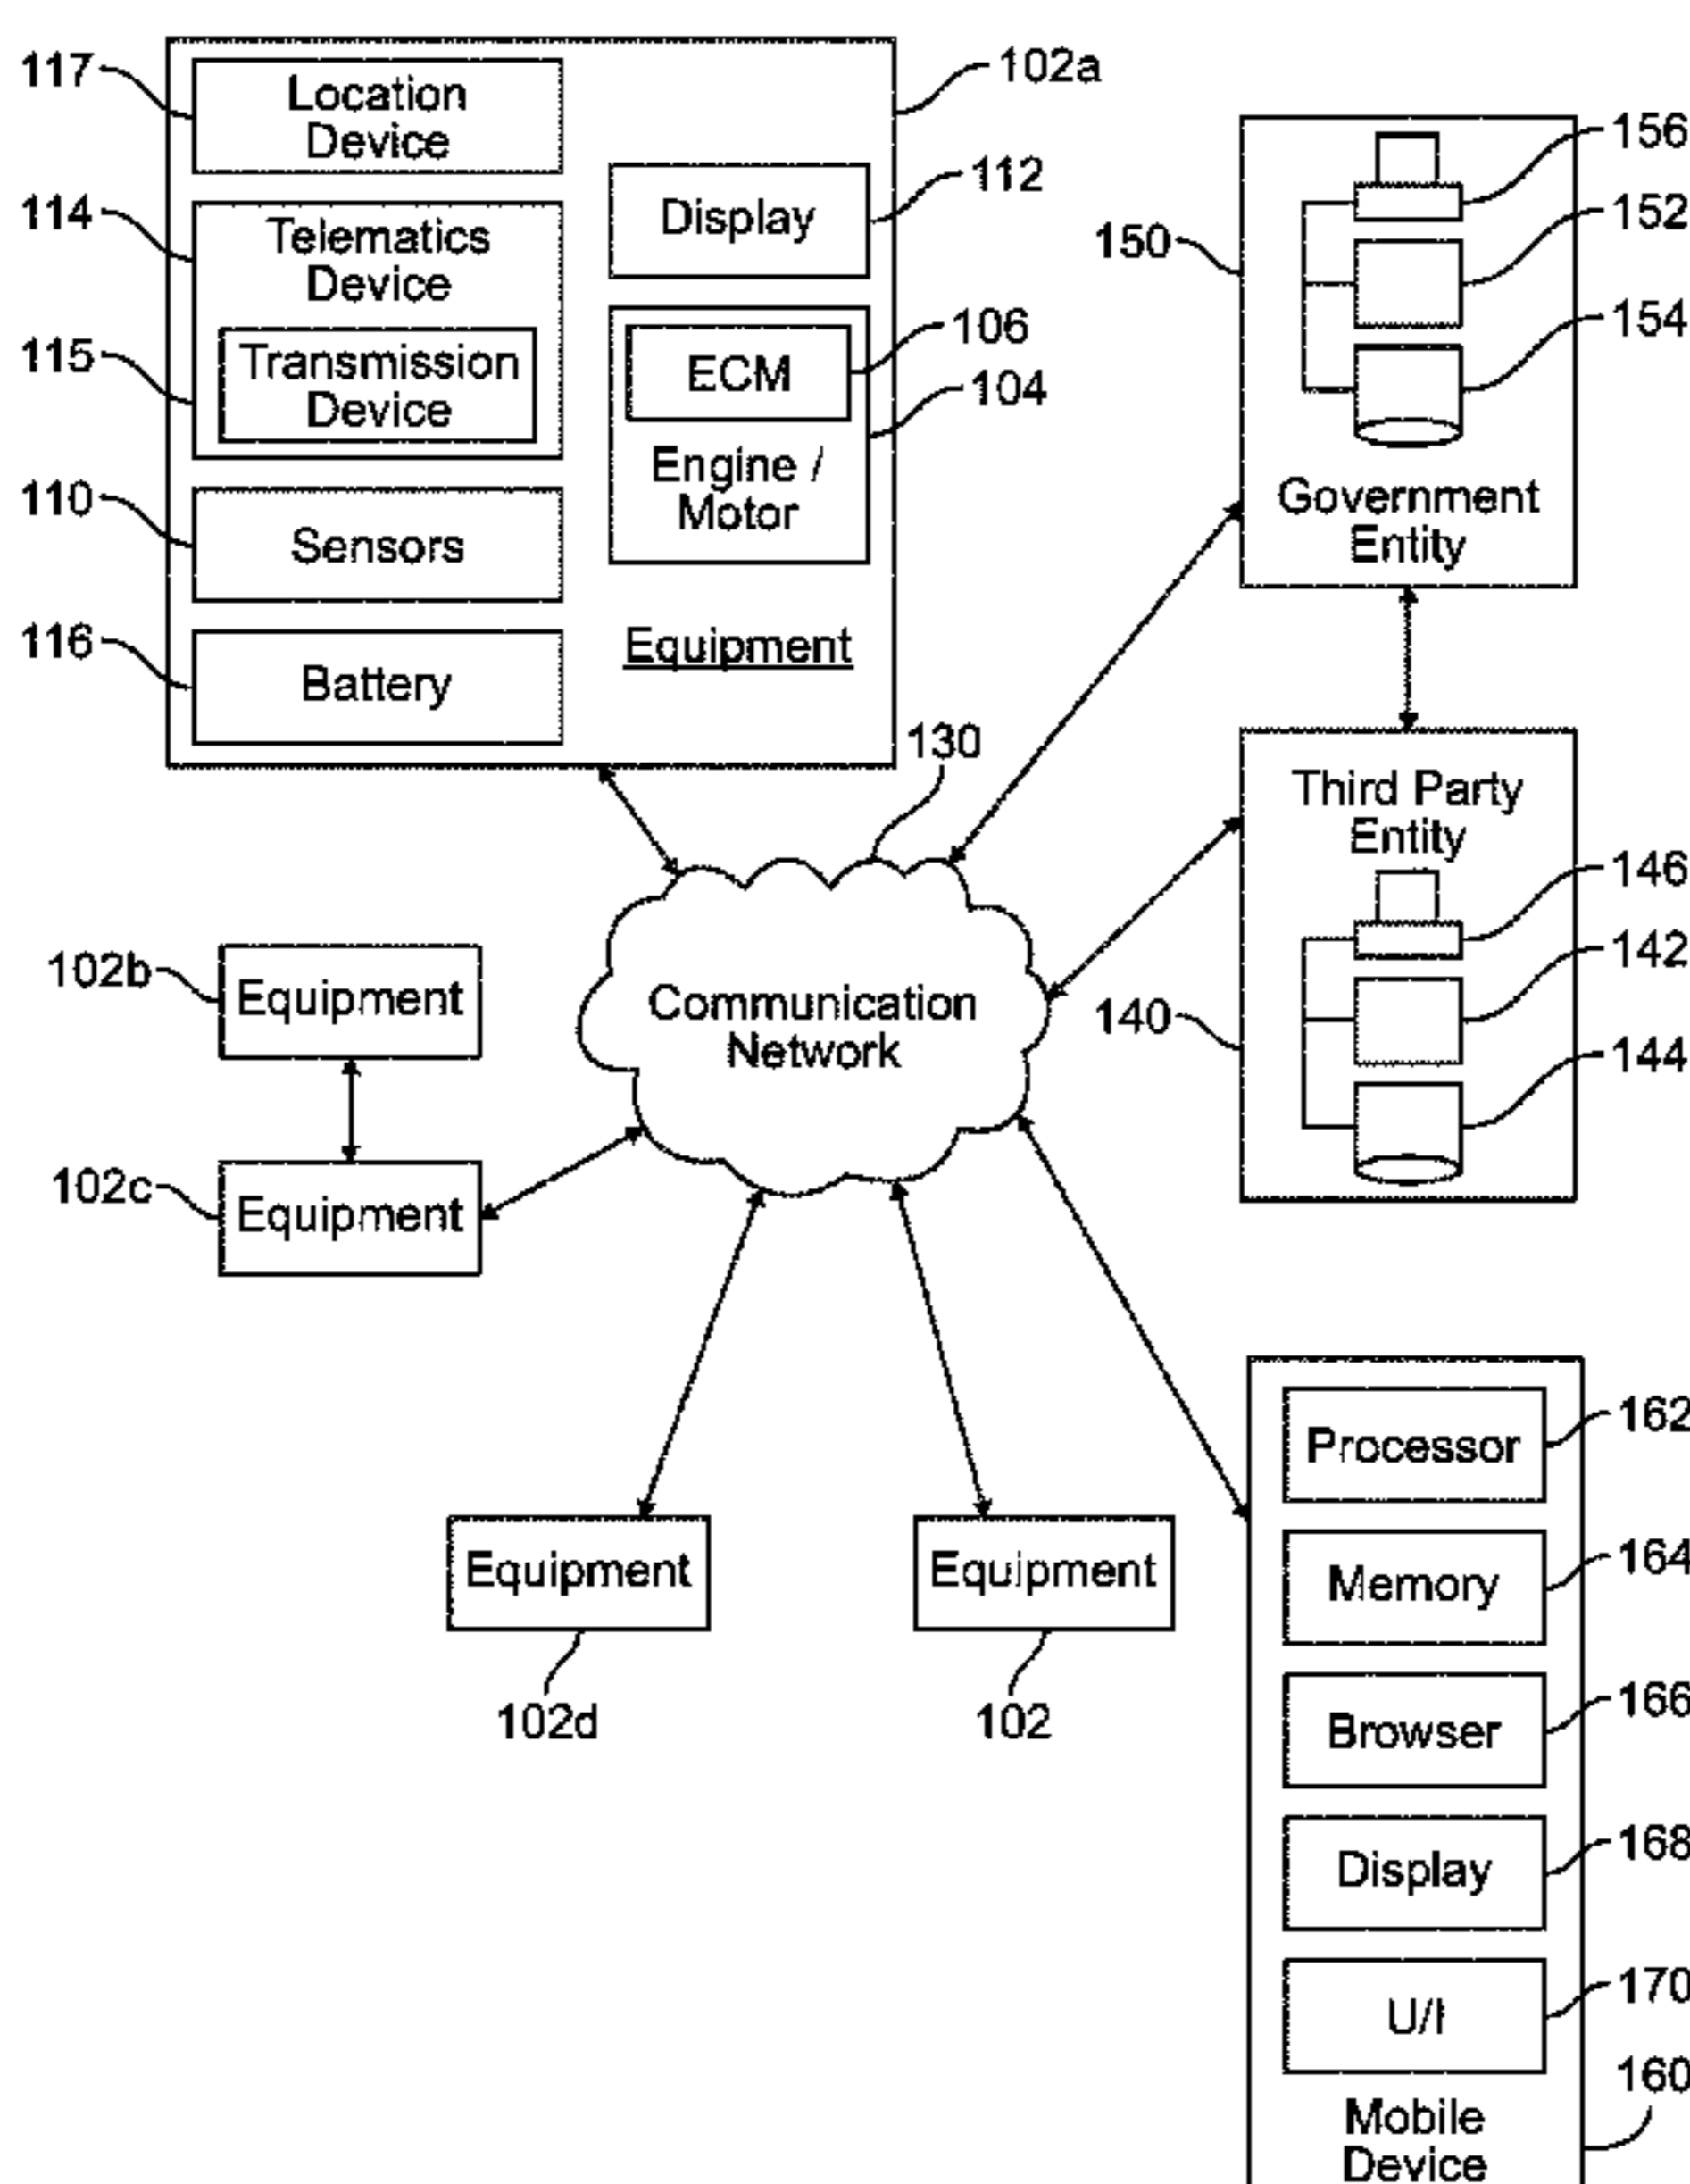 117
Location
Device
102a
114
Telematics
Device
115
Transmission
Device
110
Sensors
116
Battery
Display
112
ECM
106
104
Engine /
Motor
Equipment
150
156
152
154
Government
Entity
130
Communication
Network
Third Party
Entity
140
146
142
144
102b
Equipment
102c
Equipment
Equipment
102d
Equipment
102
Processor
162
Memory
164
Browser
166
Display
168
U/I
170
160
Mobile
Device